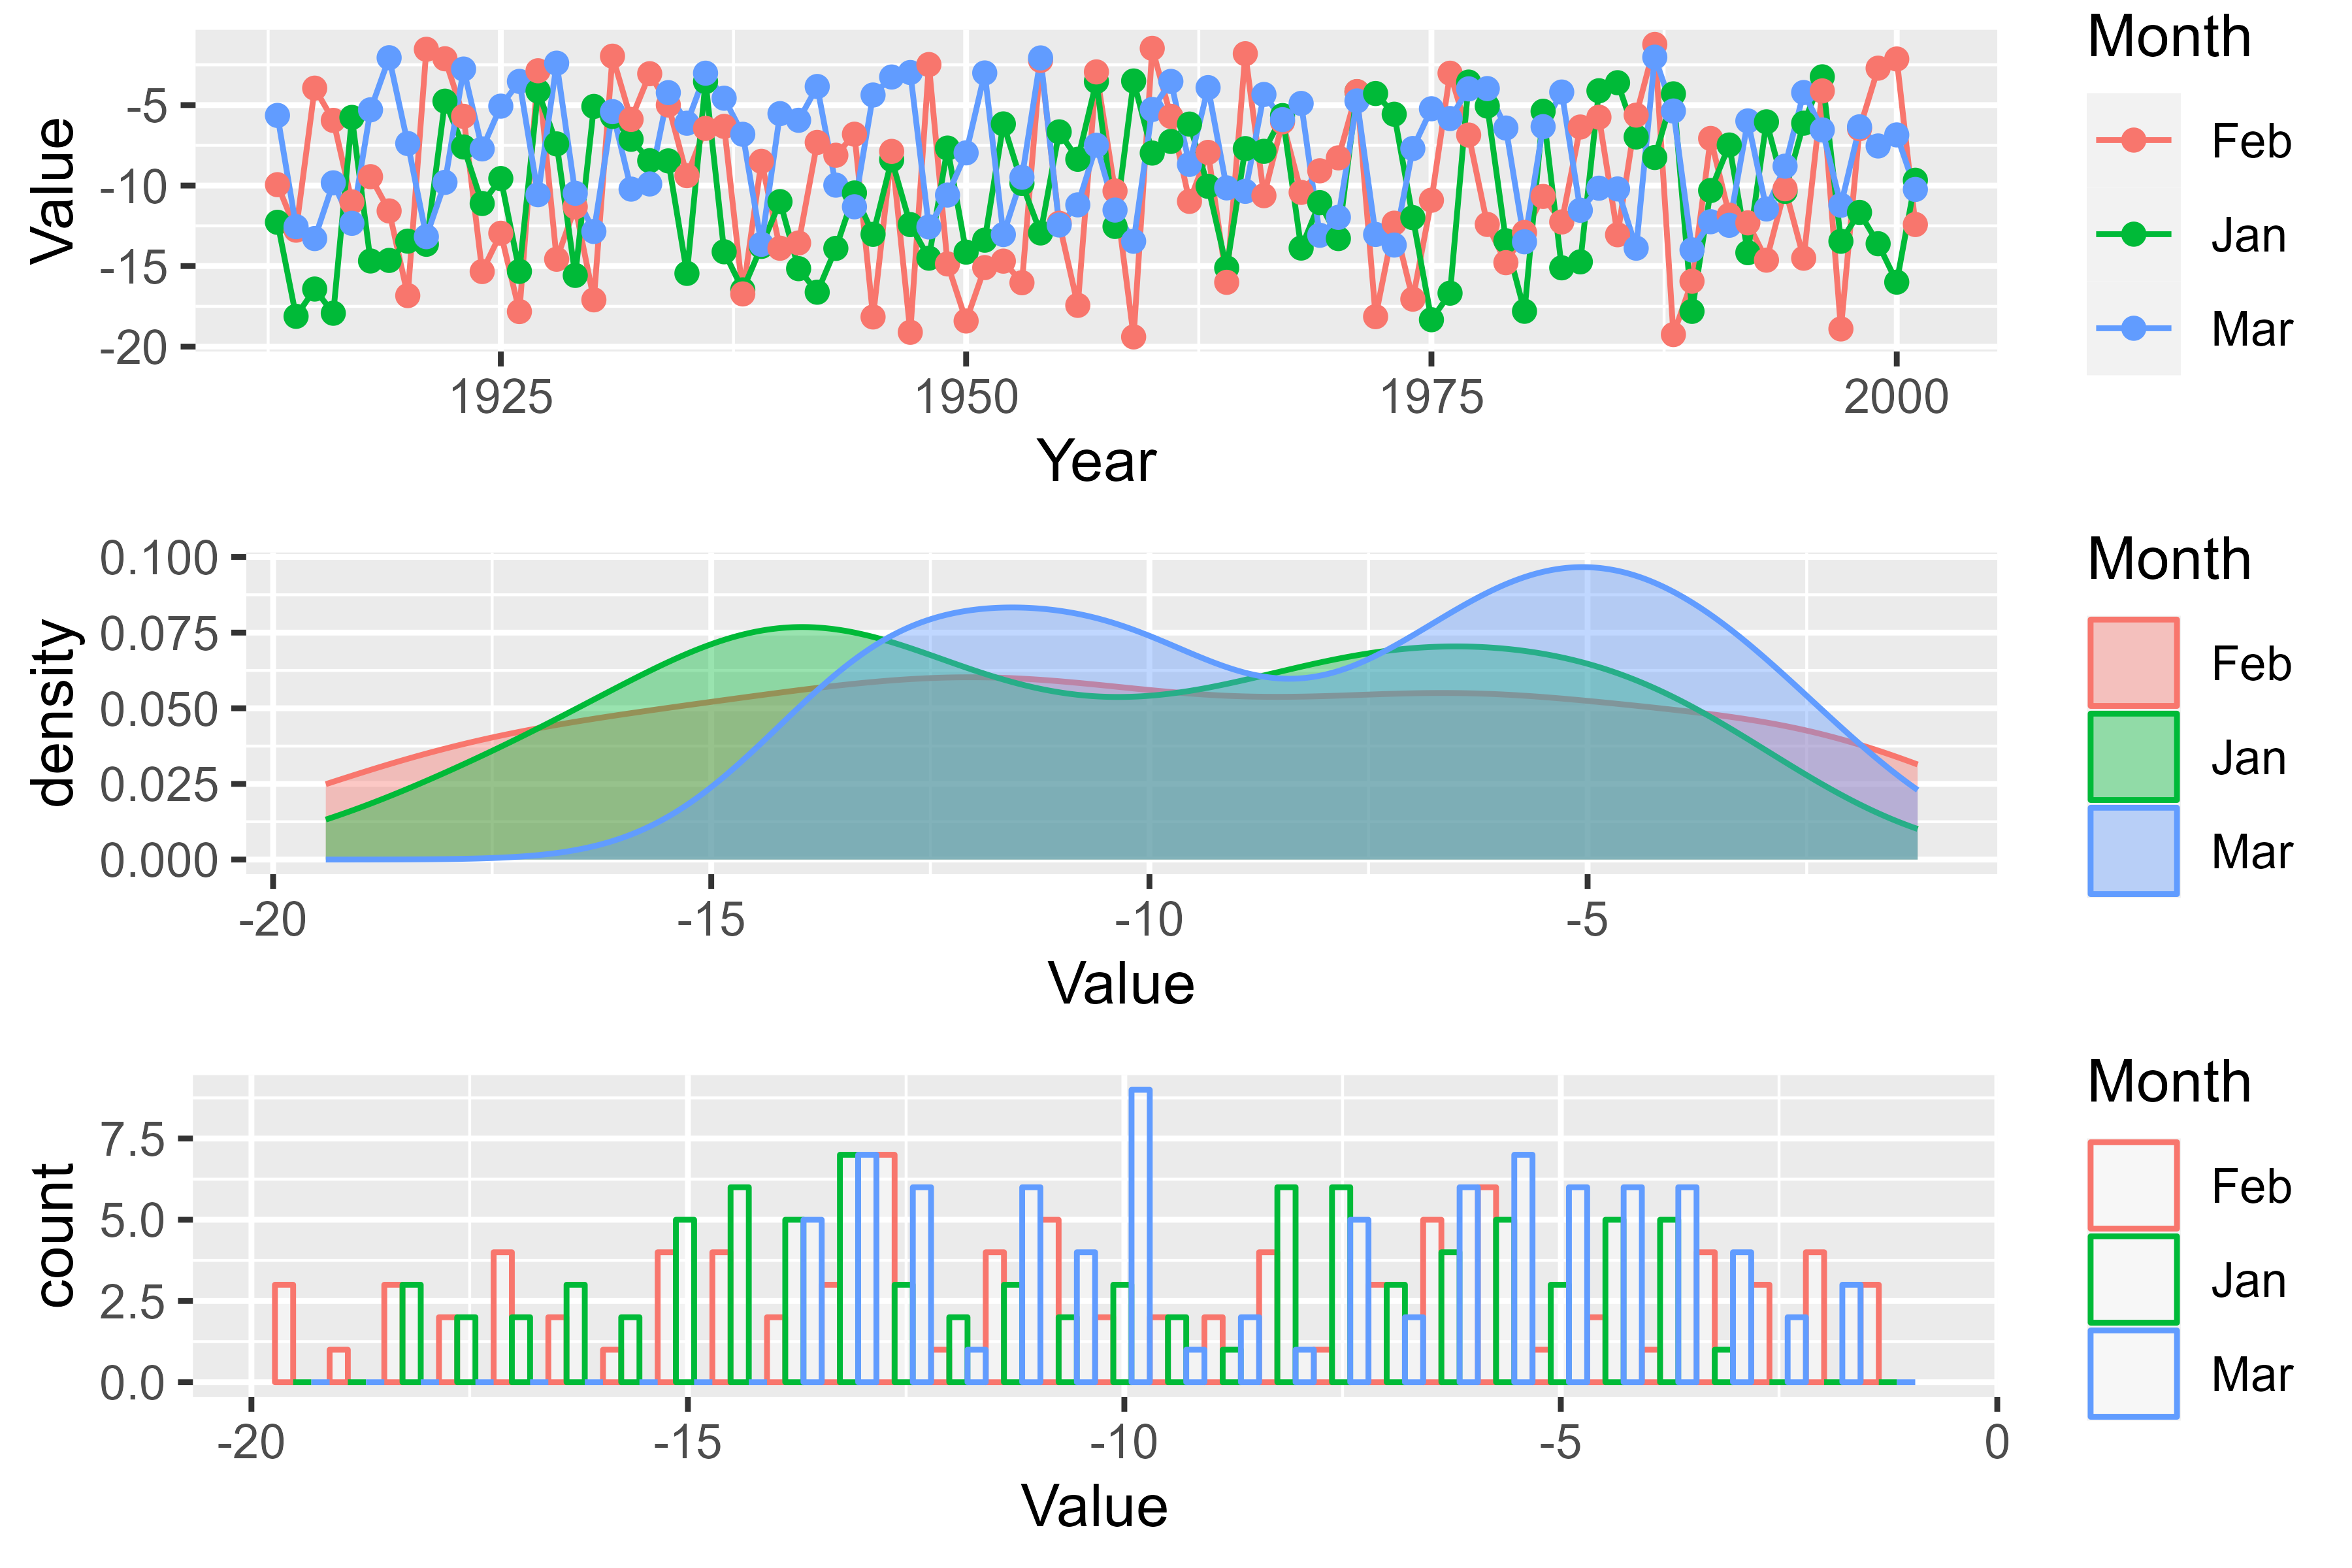 Value
-5
-10
-15
-20
1925 1950 1975 2000
Year
Month
Feb
Jan
Mar
density
0.100
0.075
0.050
0.025
0.000
-20 -15 -10 -5
Value
Month
Feb
Jan
Mar
count
7.5
5.0
2.5
0.0
-20 -15 -10 -5 0
Value
Month
Feb
Jan
Mar